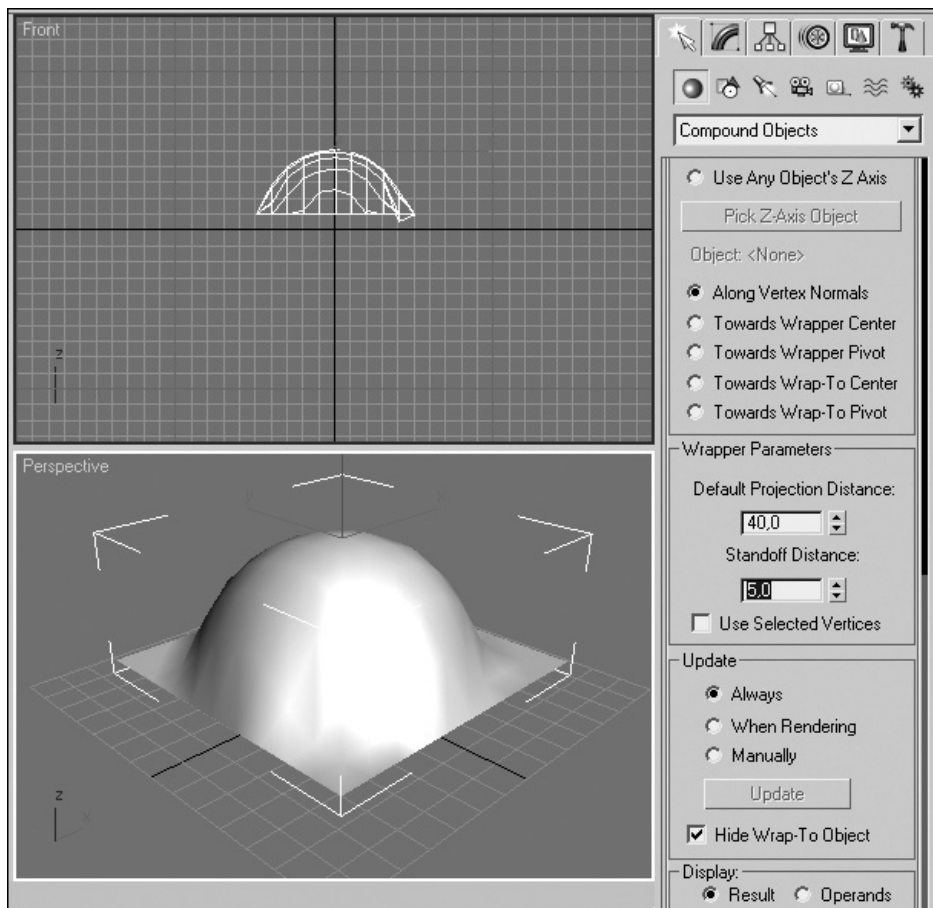 Front
z
Perspective
z
x
Compound Objects
Use Any Object's Z Axis
Pick Z-Axis Object
Object: <None>
Along Vertex Normals
Towards Wrapper Center
Towards Wrapper Pivot
Towards Wrap-To Center
Towards Wrap-To Pivot
Wrapper Parameters
Default Projection Distance:
40,0
Standoff Distance:
5,0
Use Selected Vertices
Update
Always
When Rendering
Manually
Update
Hide Wrap-To Object
Display:
Result Operands